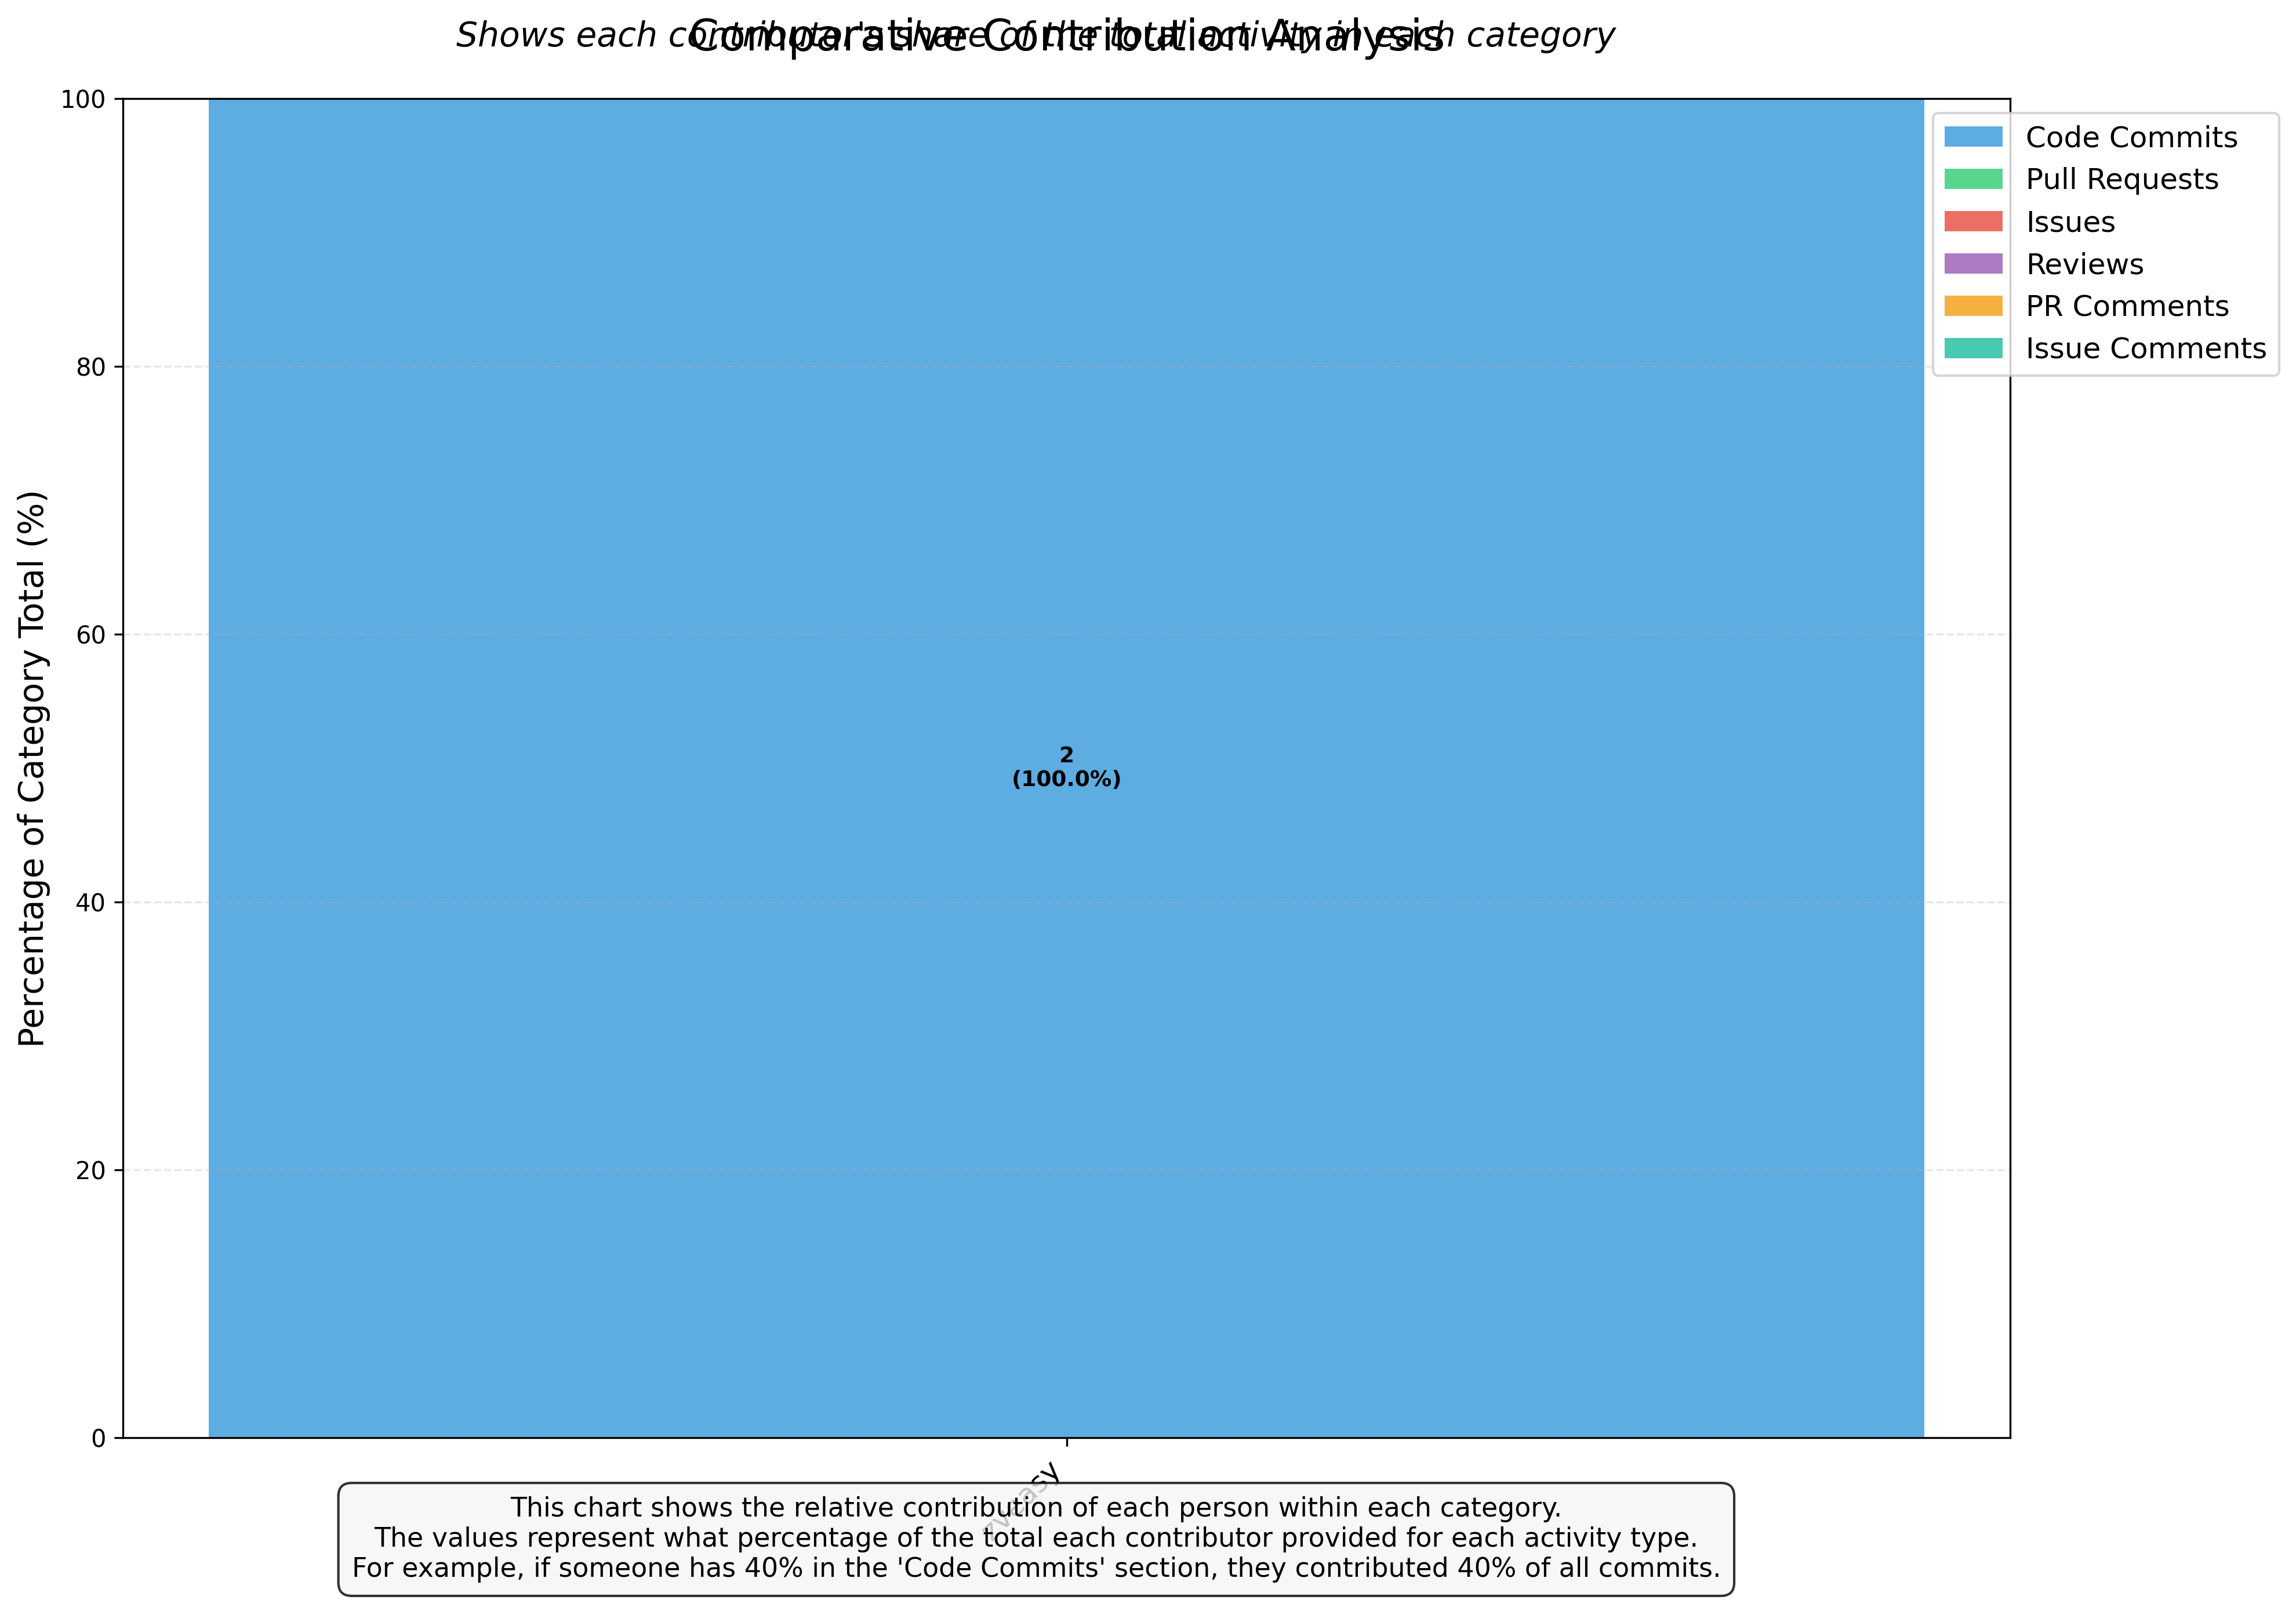 Comparative Contribution Analysis
Shows each contributor's share of the total activity in each category
Code Commits
Pull Requests
Issues
Reviews
PR Comments
Issue Comments
Percentage of Category Total (%)
100
80
60
40
20
0
2
(100.0%)
This chart shows the relative contribution of each person within each category.
The values represent what percentage of the total each contributor provided for each activity type.
For example, if someone has 40% in the 'Code Commits' section, they contributed 40% of all commits.